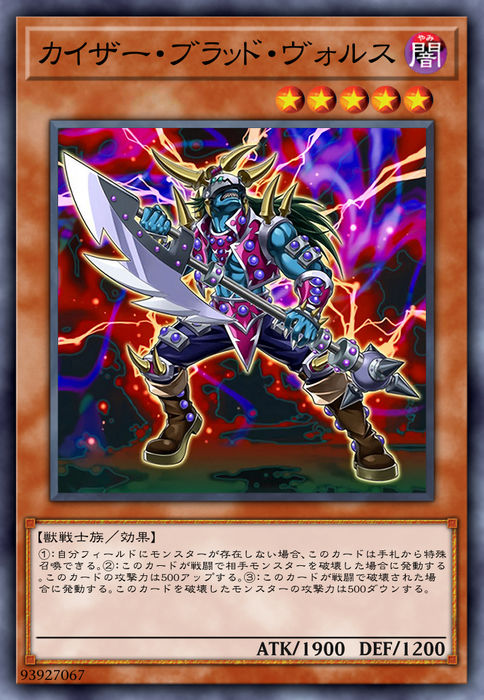 カイザー・ブラッド・ヴォルス
やみ
闇
【獣戦士族／効果】
①：自分フィールドにモンスターが存在しない場合、このカードは手札から特殊
召喚できる。②：このカードが戦闘で相手モンスターを破壊した場合に発動する
。このカードの攻撃力は500アップする。③：このカードが戦闘で破壊された場
合に発動する。このカードを破壊したモンスターの攻撃力は500ダウンする。
ATK/1900 DEF/1200
93927067